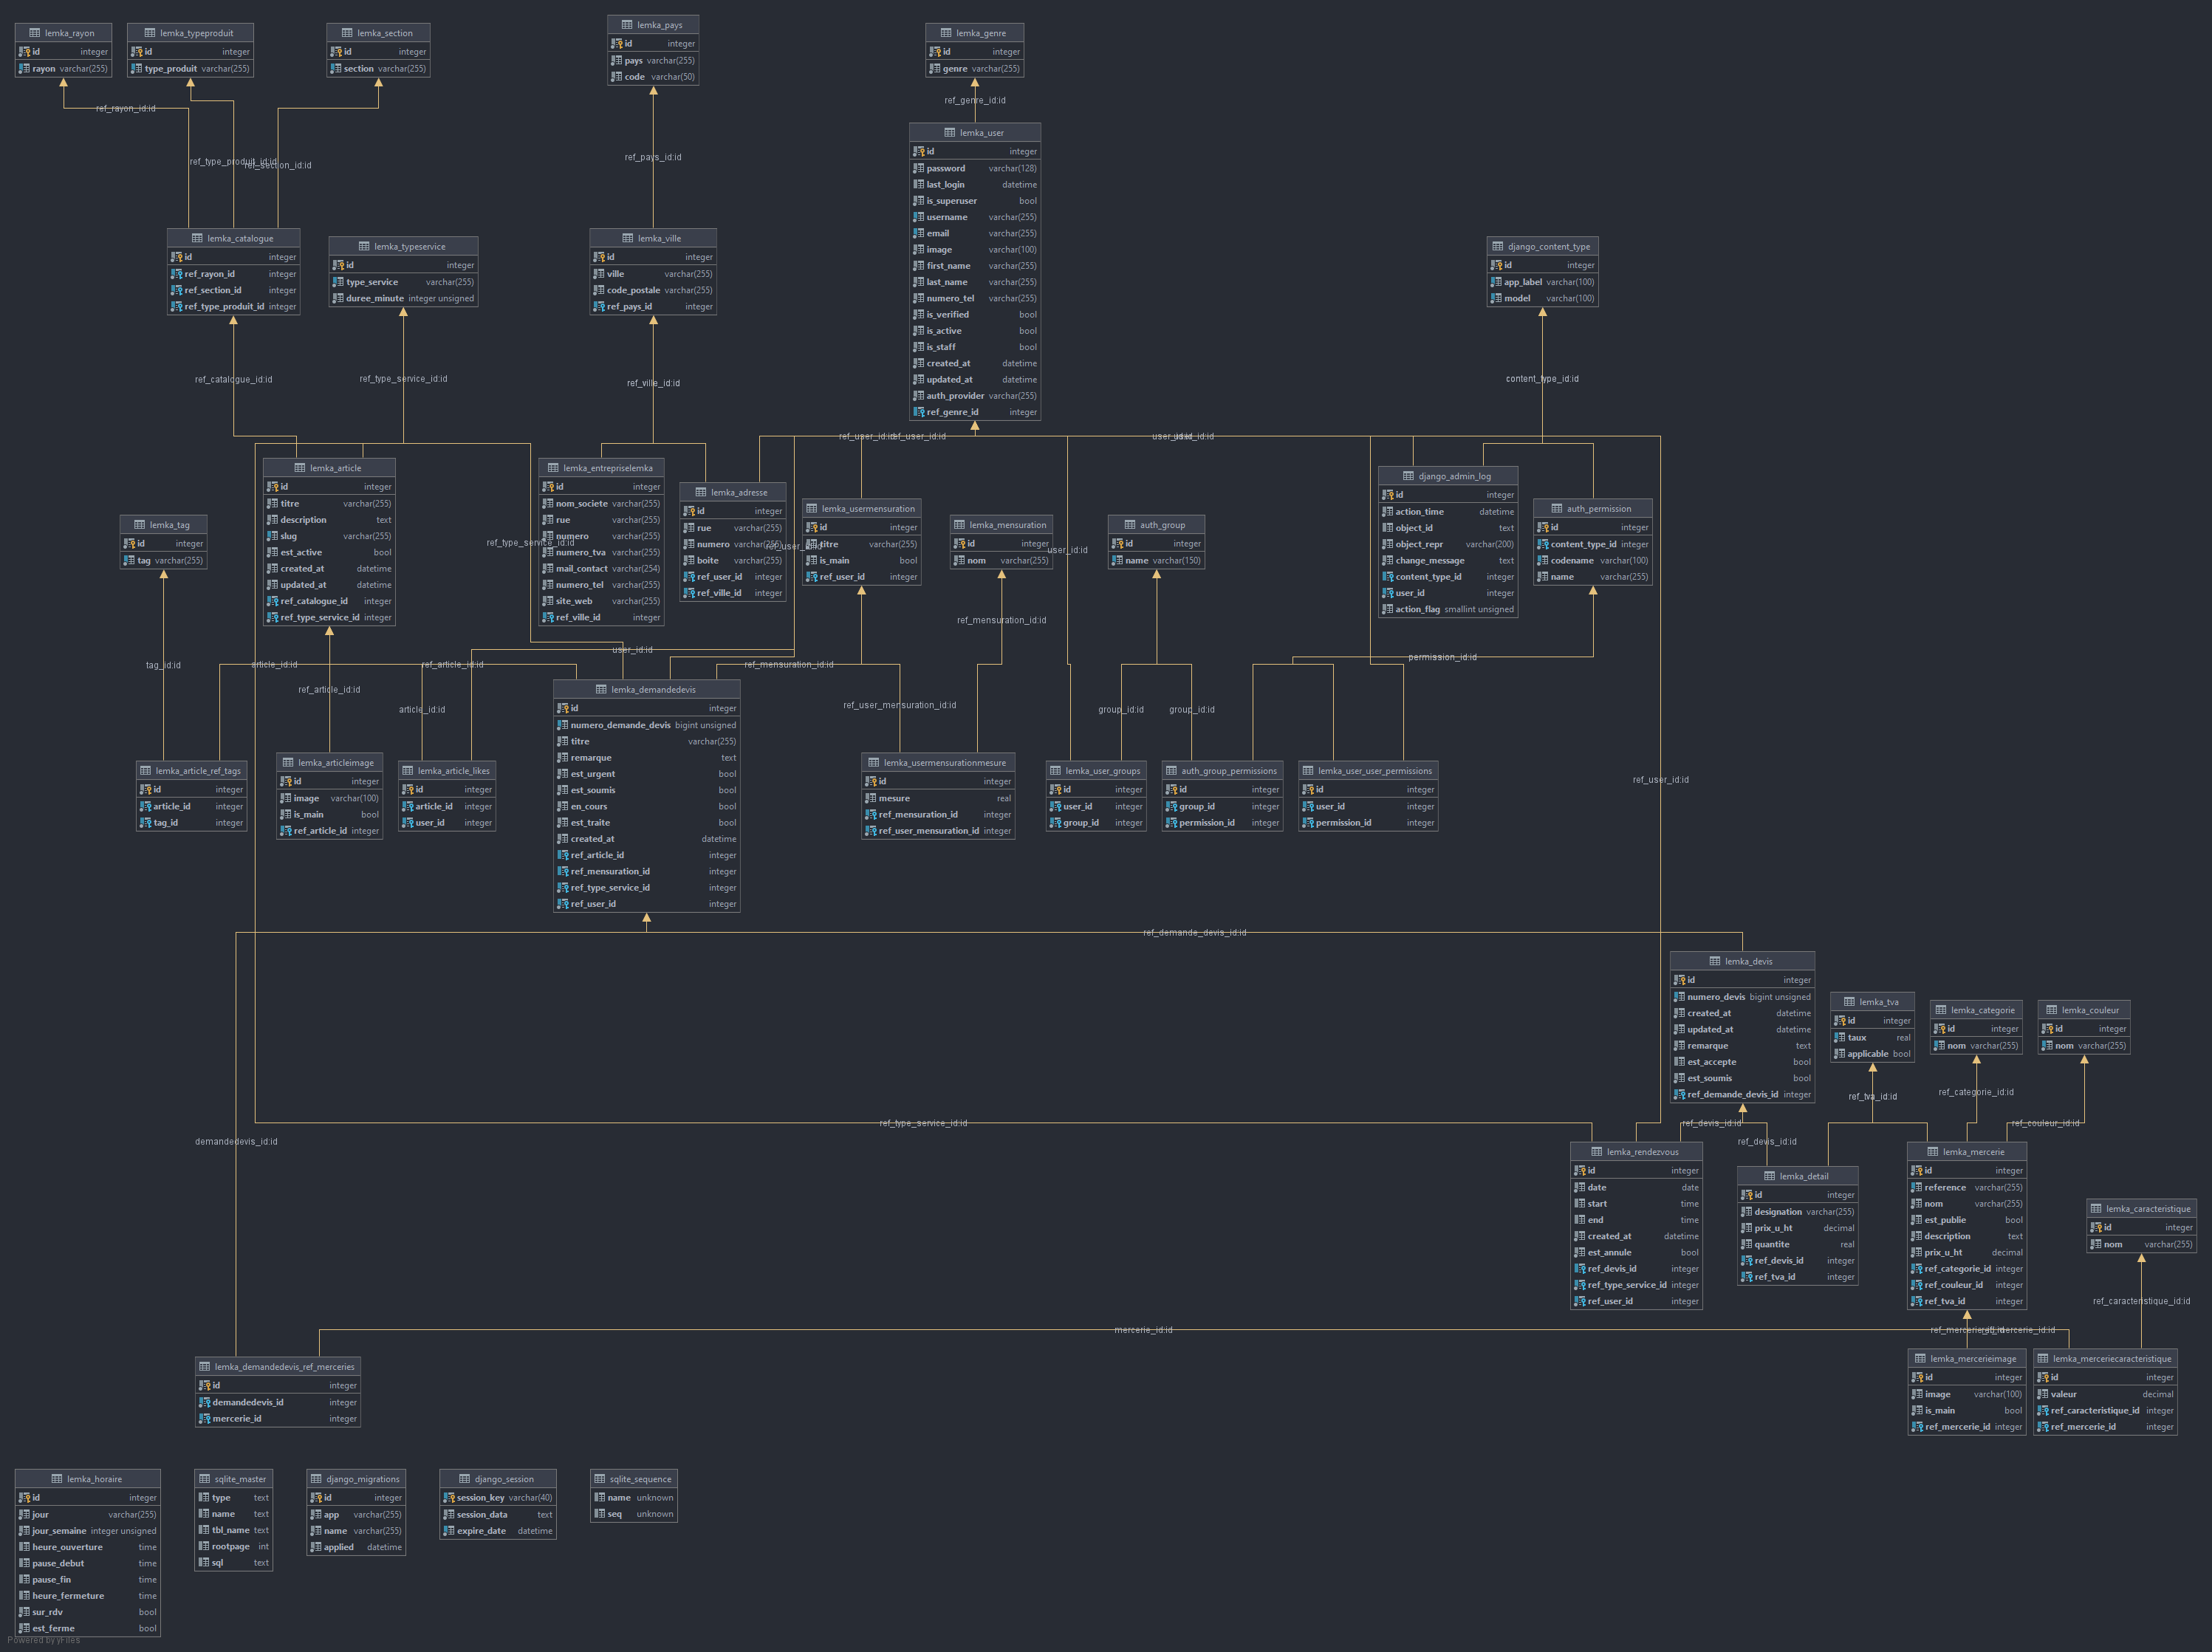 lemka_rayon
id integer
rayon varchar(255)
lemka_typeproduit
id integer
type_produit varchar(255)
lemka_section
id integer
section varchar(255)
lemka_pays
id integer
pays varchar(255)
code varchar(50)
lemka_genre
id integer
genre varchar(255)
ref_rayon_id:id
ref_type_produit_id:id
ref_section_id:id
ref_pays_id:id
ref_genre_id:id
lemka_user
id integer
password varchar(128)
last_login datetime
is_superuser bool
username varchar(255)
email varchar(255)
image varchar(100)
first_name varchar(255)
last_name varchar(255)
numero_tel varchar(255)
is_verified bool
is_active bool
is_staff bool
created_at datetime
updated_at datetime
auth_provider varchar(255)
ref_genre_id integer
lemka_catalogue
id integer
ref_rayon_id integer
ref_section_id integer
ref_type_produit_id integer
lemka_typeservice
id integer
type_service varchar(255)
duree_minute integer unsigned
lemka_ville
id integer
ville varchar(255)
code_postale varchar(255)
ref_pays_id integer
django_content_type
id integer
app_label varchar(100)
model varchar(100)
ref_catalogue_id:id
ref_type_service_id:id
ref_ville_id:id
content_type_id:id
ref_user_id:id
ref_user_id:id
user_id:id
user_id:id
lemka_article
id integer
titre varchar(255)
description text
slug varchar(255)
est_active bool
created_at datetime
updated_at datetime
ref_catalogue_id integer
ref_type_service_id integer
lemka_entrepriselemka
id integer
nom_societe varchar(255)
rue varchar(255)
numero varchar(255)
numero_tva varchar(255)
mail_contact varchar(254)
numero_tel varchar(255)
site_web varchar(255)
ref_ville_id integer
lemka_adresse
id integer
rue varchar(255)
numero varchar(255)
boite varchar(255)
ref_user_id integer
ref_ville_id integer
lemka_usermensuration
id integer
titre varchar(255)
is_main bool
ref_user_id integer
lemka_mensuration
id integer
nom varchar(255)
auth_group
id integer
name varchar(150)
django_admin_log
id integer
action_time datetime
object_id text
object_repr varchar(200)
change_message text
content_type_id integer
user_id integer
action_flag smallint unsigned
auth_permission
id integer
content_type_id integer
codename varchar(100)
name varchar(255)
lemka_tag
id integer
tag varchar(255)
ref_type_service_id:id
ref_user_id:id
user_id:id
ref_mensuration_id:id
tag_id:id
article_id:id
ref_article_id:id
user_id:id
ref_mensuration_id:id
permission_id:id
ref_article_id:id
article_id:id
ref_user_mensuration_id:id
group_id:id
group_id:id
ref_user_id:id
lemka_demandedevis
id integer
numero_demande_devis bigint unsigned
titre varchar(255)
remarque text
est_urgent bool
est_soumis bool
en_cours bool
est_traite bool
created_at datetime
ref_article_id integer
ref_mensuration_id integer
ref_type_service_id integer
ref_user_id integer
lemka_article_ref_tags
id integer
article_id integer
tag_id integer
lemka_articleimage
id integer
image varchar(100)
is_main bool
ref_article_id integer
lemka_article_likes
id integer
article_id integer
user_id integer
lemka_usermensurationmesure
id integer
mesure real
ref_mensuration_id integer
ref_user_mensuration_id integer
lemka_user_groups
id integer
user_id integer
group_id integer
auth_group_permissions
id integer
group_id integer
permission_id integer
lemka_user_user_permissions
id integer
user_id integer
permission_id integer
ref_demande_devis_id:id
lemka_devis
id integer
numero_devis bigint unsigned
created_at datetime
updated_at datetime
remarque text
est_accepte bool
est_soumis bool
ref_demande_devis_id integer
lemka_tva
id integer
taux real
applicable bool
lemka_categorie
id integer
nom varchar(255)
lemka_couleur
id integer
nom varchar(255)
demandedevis_id:id
ref_type_service_id:id
ref_devis_id:id
ref_devis_id:id
ref_tva_id:id
ref_categorie_id:id
ref_couleur_id:id
lemka_rendezvous
id integer
date date
start time
end time
created_at datetime
est_annule bool
ref_devis_id integer
ref_type_service_id integer
ref_user_id integer
lemka_detail
id integer
designation varchar(255)
prix_u_ht decimal
quantite real
ref_devis_id integer
ref_tva_id integer
lemka_mercerie
id integer
reference varchar(255)
nom varchar(255)
est_publie bool
description text
prix_u_ht decimal
ref_categorie_id integer
ref_couleur_id integer
ref_tva_id integer
lemka_caracteristique
id integer
nom varchar(255)
ref_caracteristique_id:id
mercerie_id:id
ref_mercerie_id:id
ref_mercerie_id:id
lemka_demandedevis_ref_merceries
id integer
demandedevis_id integer
mercerie_id integer
lemka_mercerieimage
id integer
image varchar(100)
is_main bool
ref_mercerie_id integer
lemka_merceriecaracteristique
id integer
valeur decimal
ref_caracteristique_id integer
ref_mercerie_id integer
lemka_horaire
id integer
jour varchar(255)
jour_semaine integer unsigned
heure_ouverture time
pause_debut time
pause_fin time
heure_fermeture time
sur_rdv bool
est_ferme bool
sqlite_master
type text
name text
tbl_name text
rootpage int
sql text
django_migrations
id integer
app varchar(255)
name varchar(255)
applied datetime
django_session
session_key varchar(40)
session_data text
expire_date datetime
sqlite_sequence
name unknown
seq unknown
Powered by yFiles